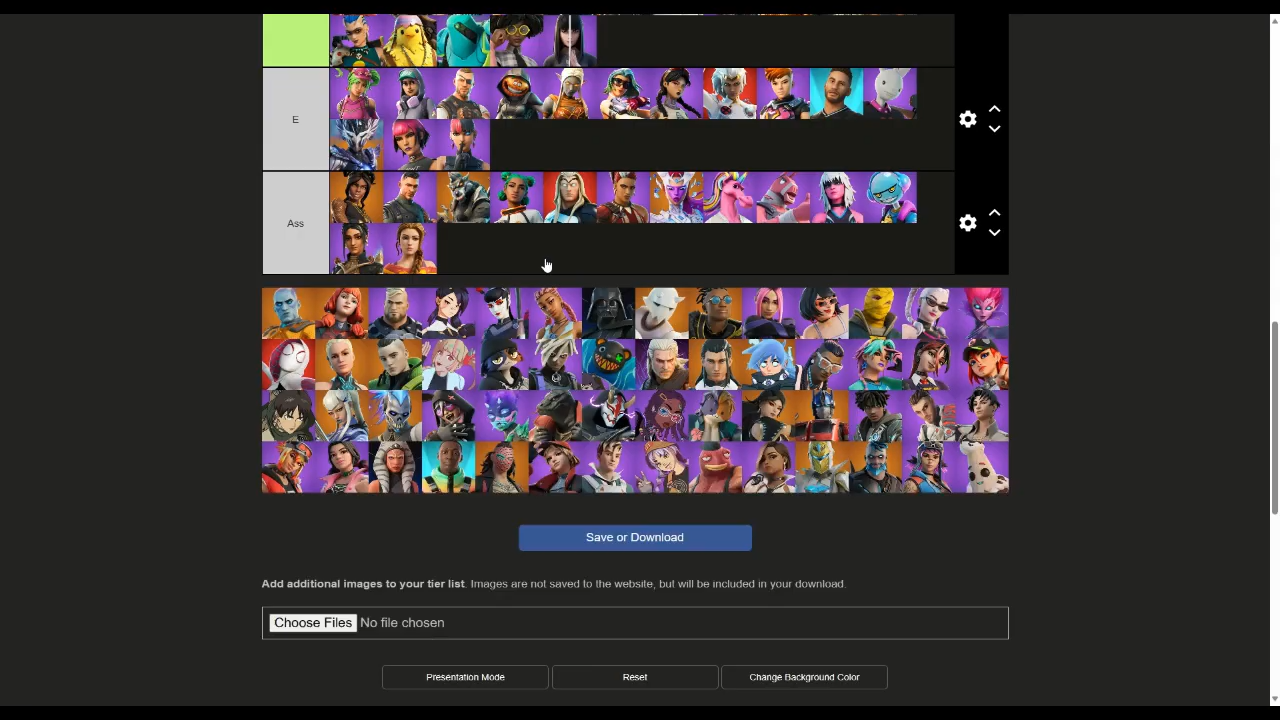 E
Ass
Save or Download
Add additional images to your tier list. Images are not saved to the website, but will be included in your download.
Choose Files No file chosen
Presentation Mode Reset Change Background Color